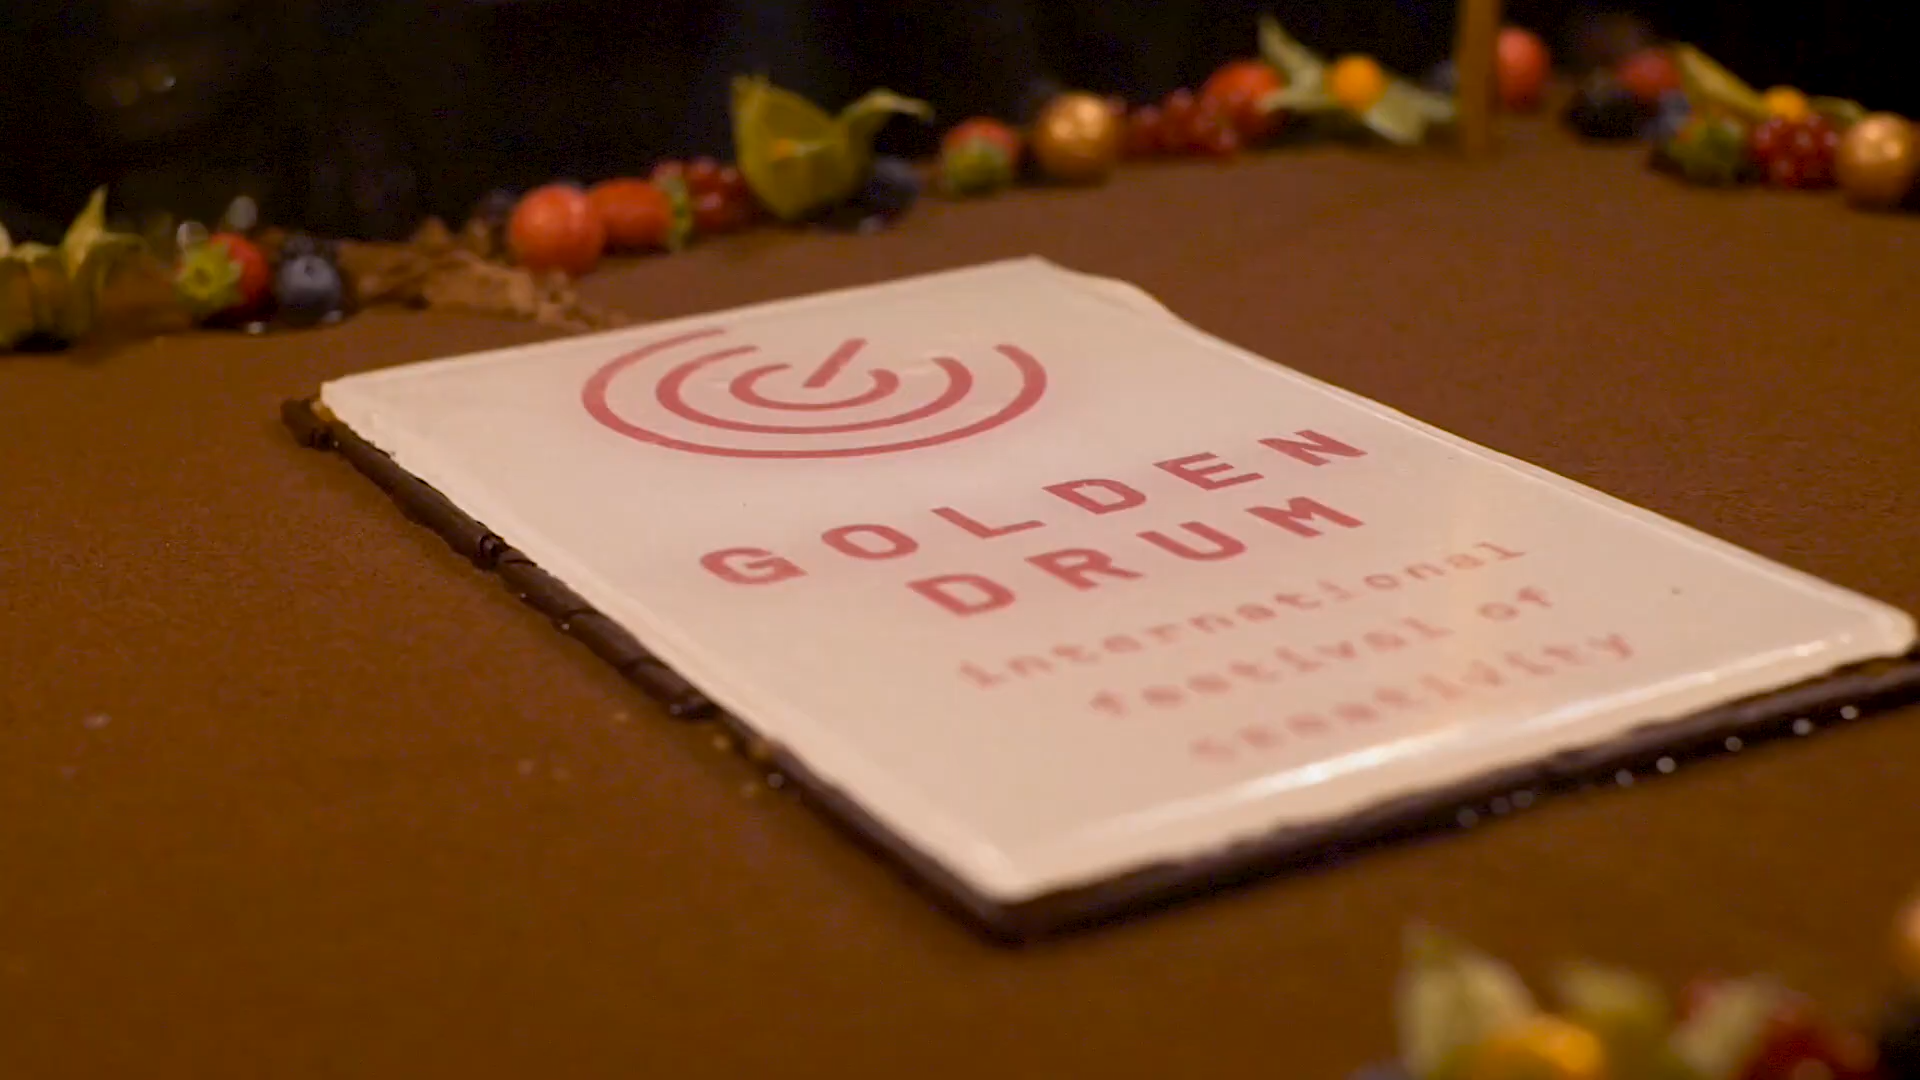 GOLDEN
DRUM
international
festival of
creativity